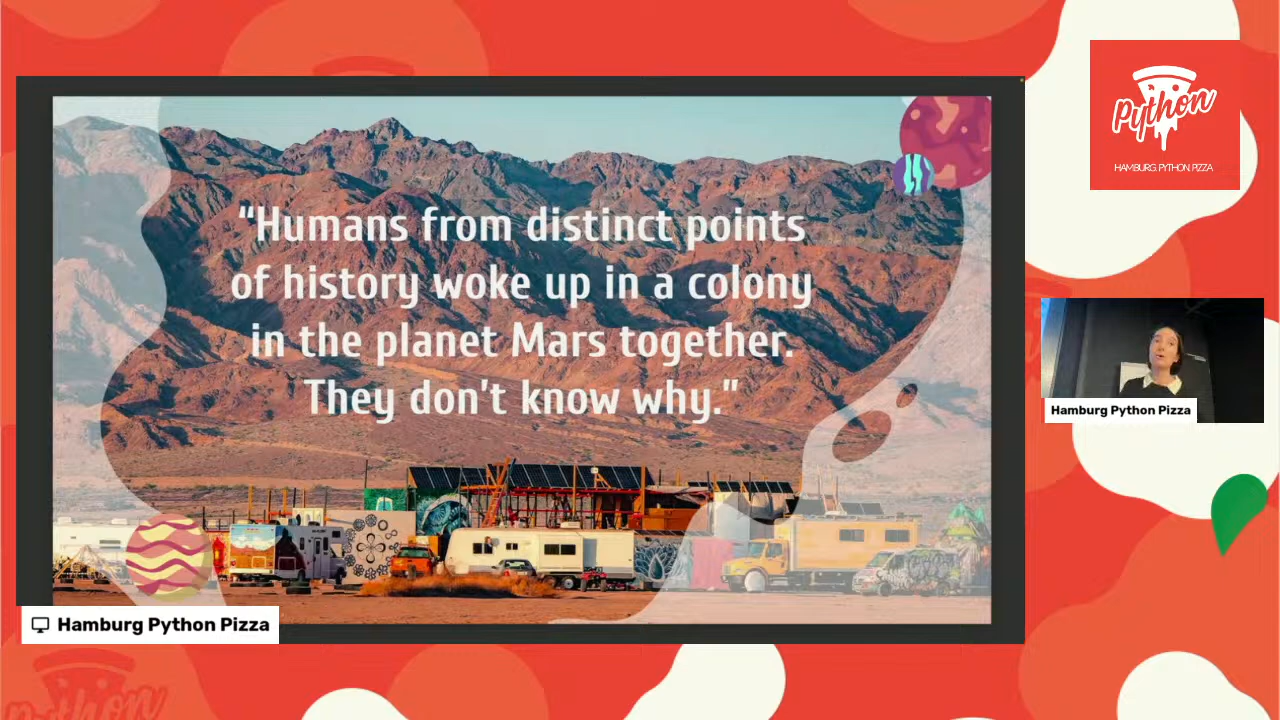 “Humans from distinct points
of history woke up in a colony
in the planet Mars together.
They don’t know why.”
Hamburg Python Pizza
Python
HAMBURG.PYTHON.PIZZA
Hamburg Python Pizza
Python